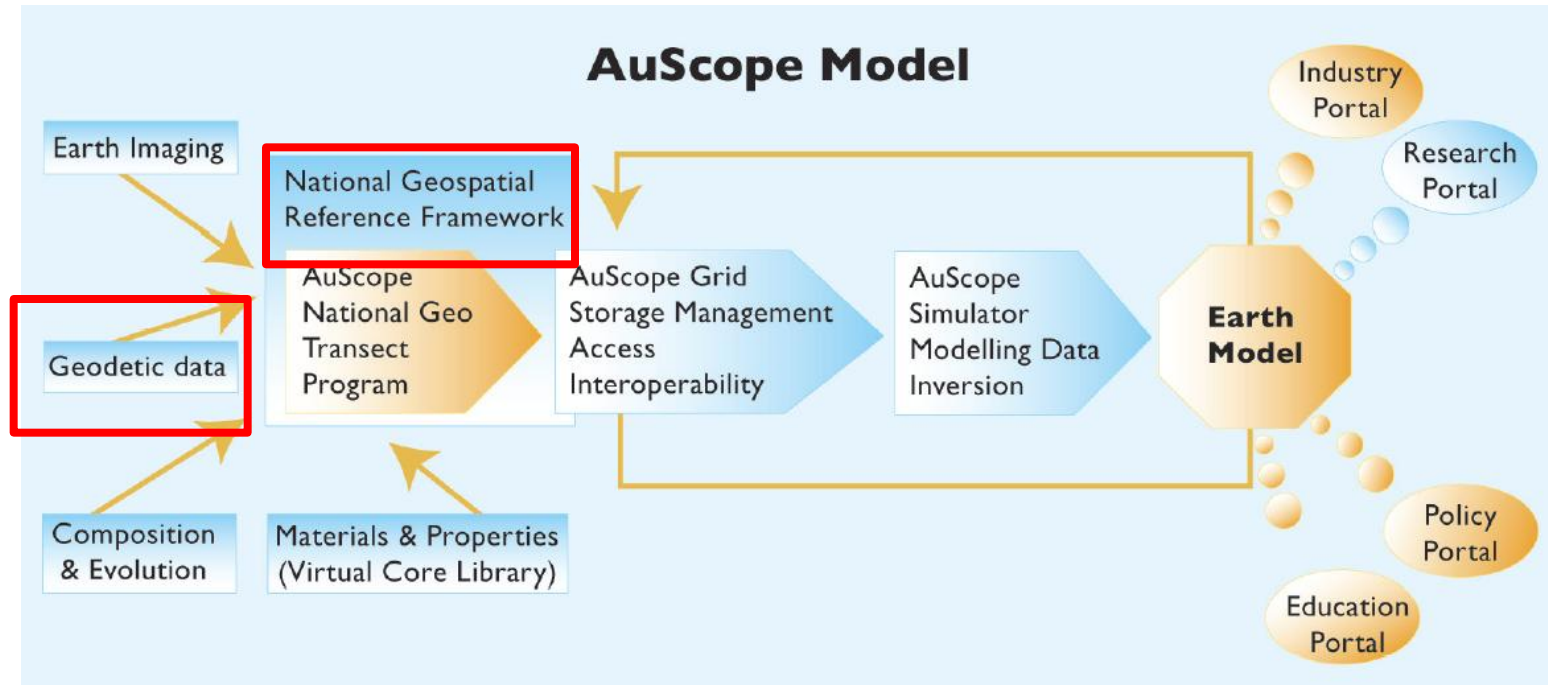 AuScope Model
Earth Imaging
Geodetic data
Composition
& Evolution
Materials & Properties
(Virtual Core Library)
National Geospatial
Reference Framework
AuScope
National Geo
Transect
Program
AuScope Grid
Storage Management
Access
Interoperability
AuScope
Simulator
Modelling Data
Inversion
Earth
Model
Industry
Portal
Research
Portal
Policy
Portal
Education
Portal